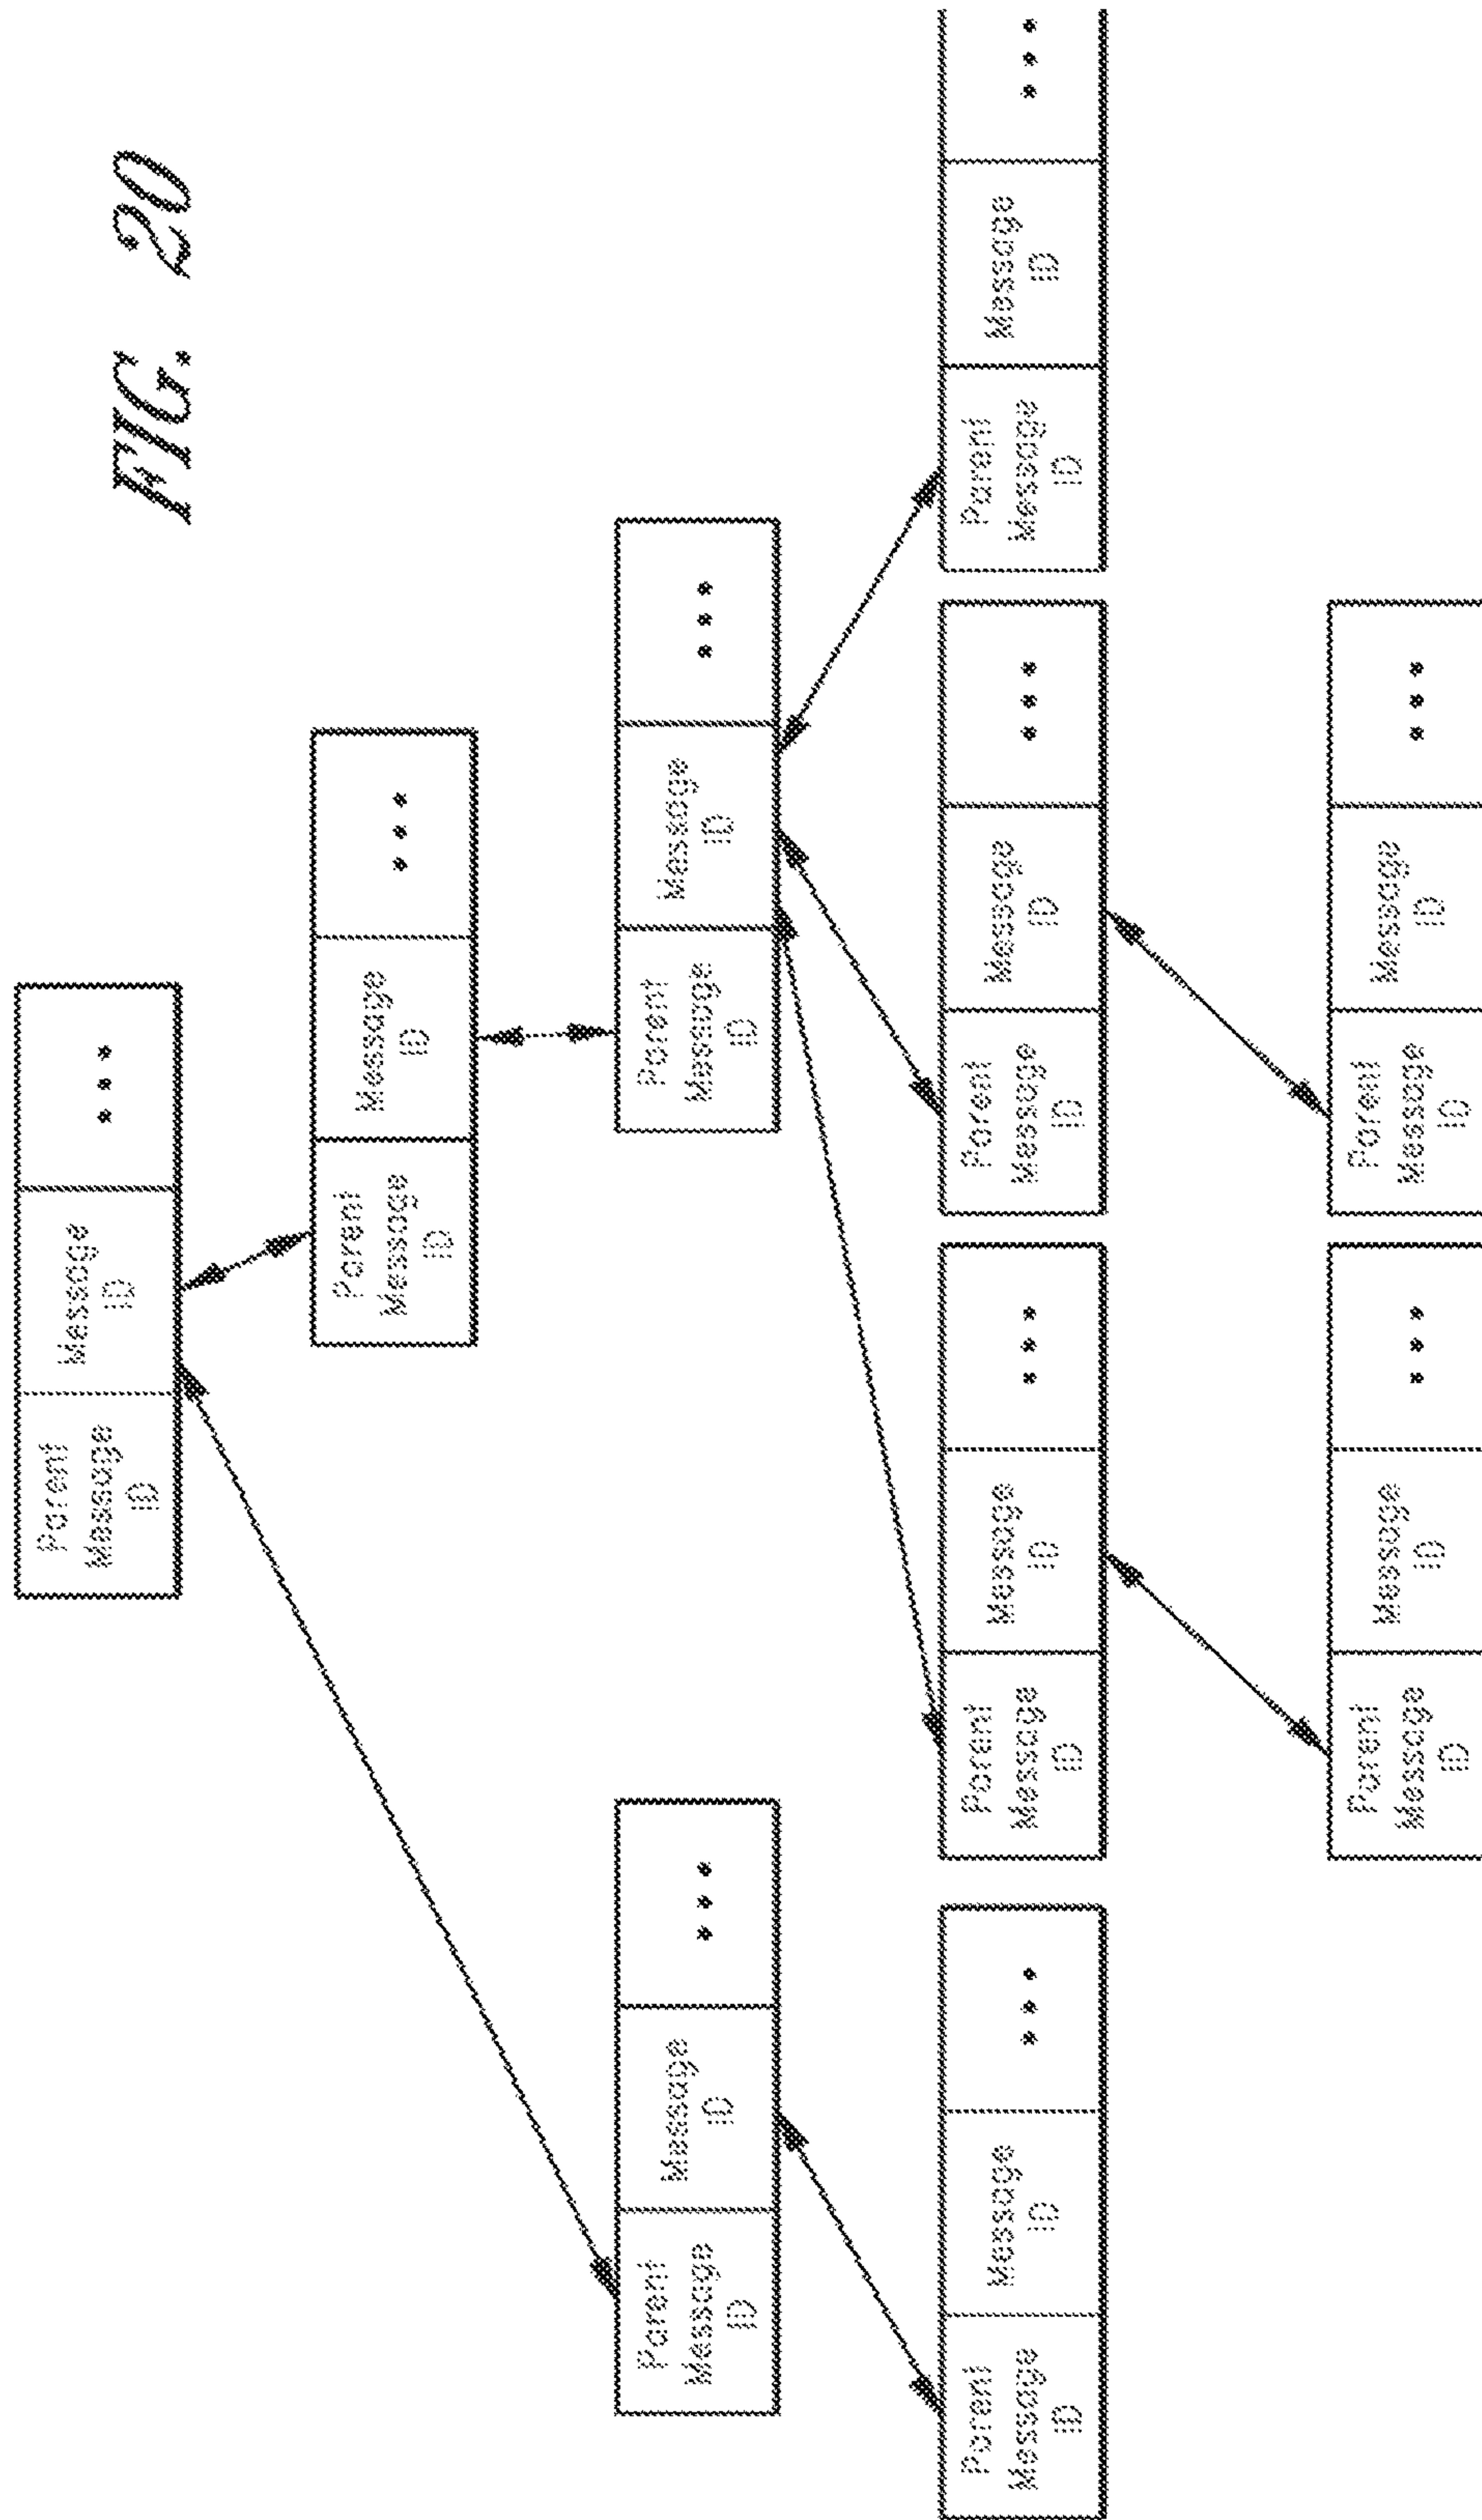 FIG. 20
Parent
Message
ID
Message
ID
• • •
Parent
Message
ID
Message
ID
• • •
Parent
Message
ID
Message
ID
• • •
Parent
Message
ID
Message
ID
• • •
Parent
Message
ID
Message
ID
• • •
Parent
Message
ID
Message
ID
• • •
Parent
Message
ID
Message
ID
• • •
Parent
Message
ID
Message
ID
• • •
Parent
Message
ID
Message
ID
• • •
Parent
Message
ID
Message
ID
• • •